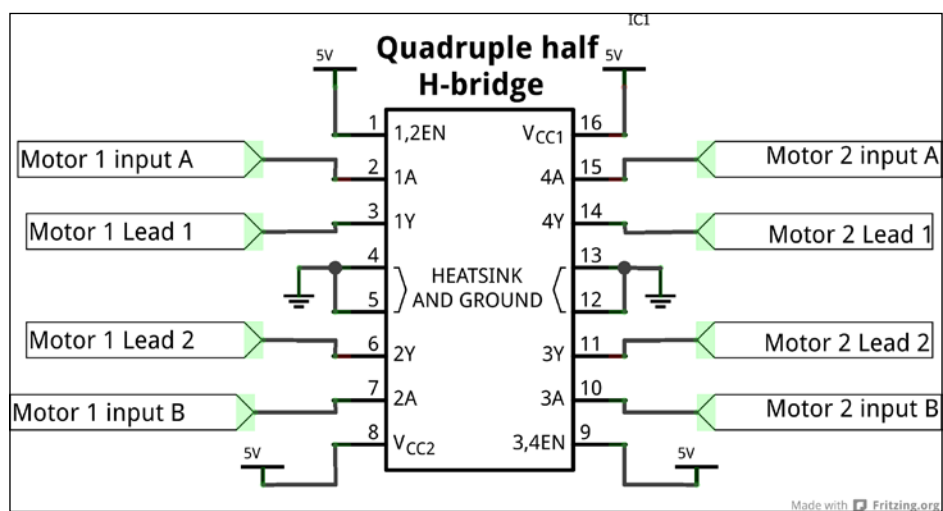 IC1
Quadruple half
H-bridge
5V
5V
1
1,2EN
VCC1
16
Motor 1 input A
2
1A
4A
15
Motor 2 input A
Motor 1 Lead 1
3
1Y
4Y
14
Motor 2 Lead 1
4
13
HEATSINK
AND GROUND
5
12
Motor 1 Lead 2
6
2Y
3Y
11
Motor 2 Lead 2
Motor 1 input B
7
2A
3A
10
Motor 2 input B
8
VCC2
3,4EN
9
5V
5V
Made with Fritzing.org